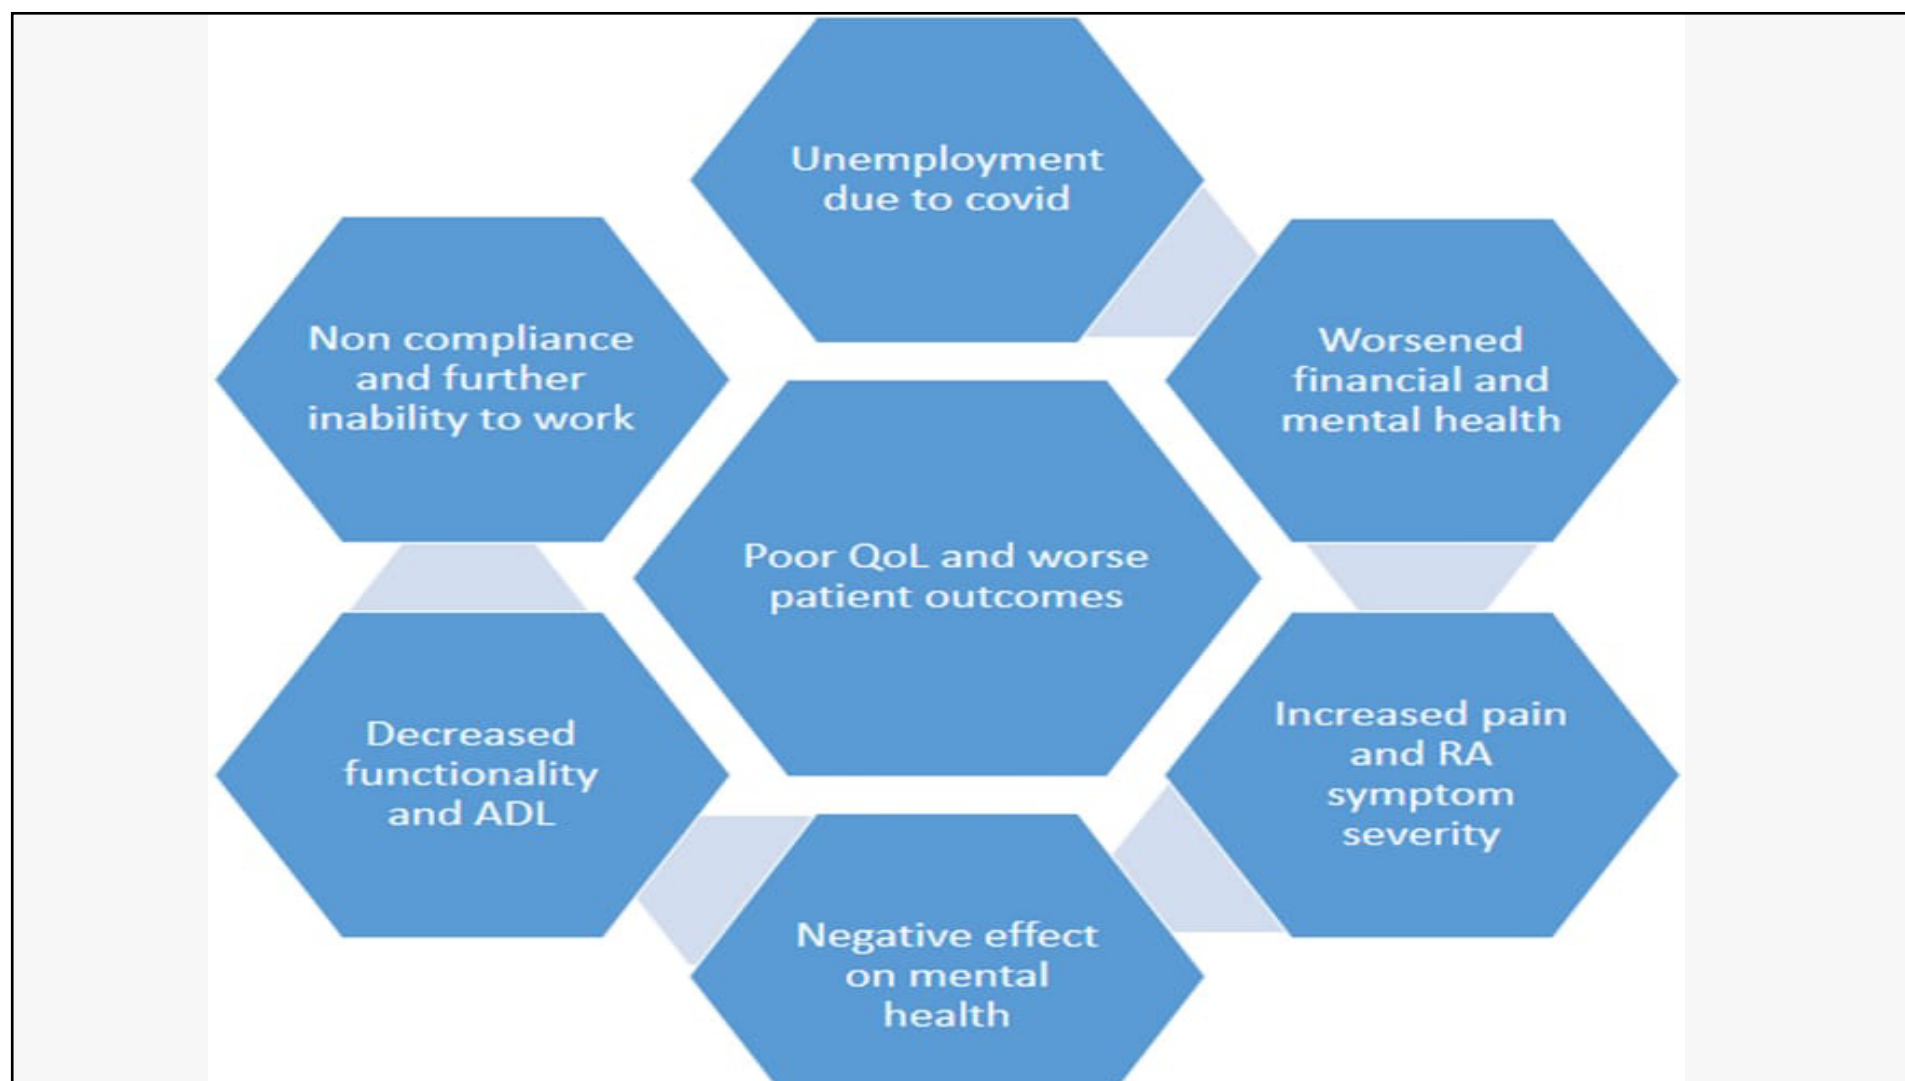 Unemployment
due to covid
Worsened
financial and
mental health
Increased pain
and RA
symptom
severity
Negative effect
on mental
health
Decreased
functionality
and ADL
Non compliance
and further
inability to work
Poor QoL and worse
patient outcomes